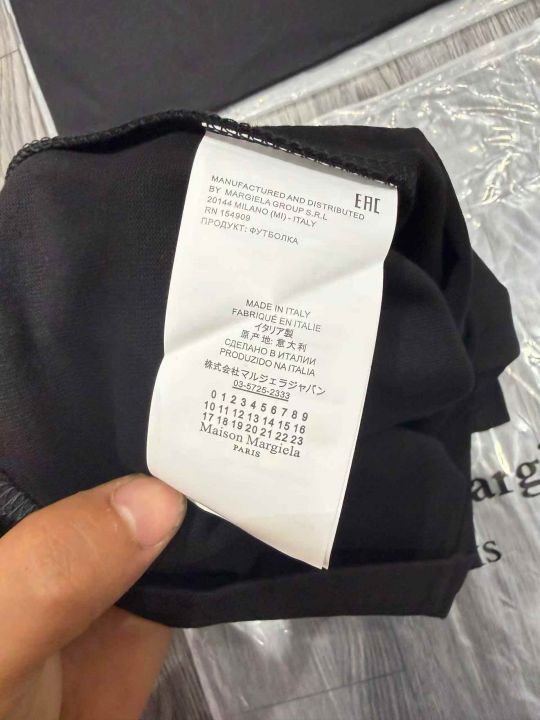 MANUFACTURED AND DISTRIBUTED
BY MARGIELA GROUP S.R.L
20144 MILANO (MI) - ITALY
RN 154909
ПРОДУКТ: ФУТБОЛКА
EAC
MADE IN ITALY
FABRIQUÉ EN ITALIE
イタリア製
原产地: 意大利
СДЕЛАНО В ИТАЛИИ
PRODUZIDO NA ITALIA
株式会社マルジェラジャパン
03-5725-2333
0 1 2 3 4 5 6 7 8 9
10 11 12 13 14 15 16
17 18 19 20 21 22 23
Maison Margiela
PARIS